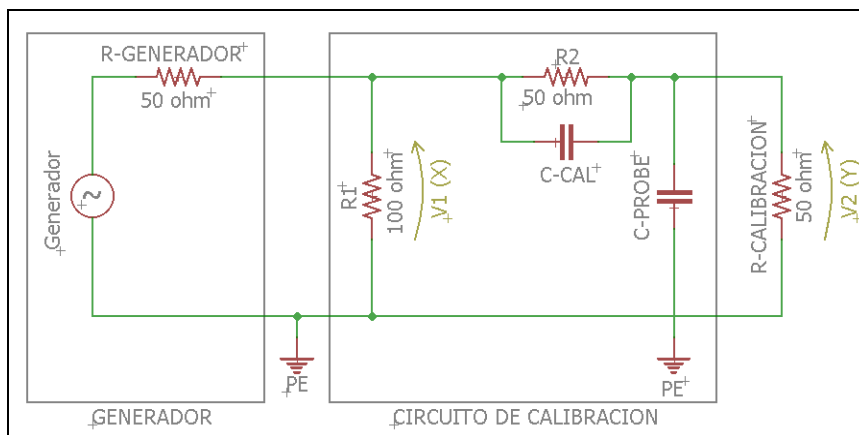 R-GENERADOR
50 ohm
Generador
PE
GENERADOR
R1
100 ohm
V1 (X)
R2
50 ohm
C-CAL
C-PROBE
PE
CIRCUITO DE CALIBRACION
R-CALIBRACION
50 ohm
V2 (Y)